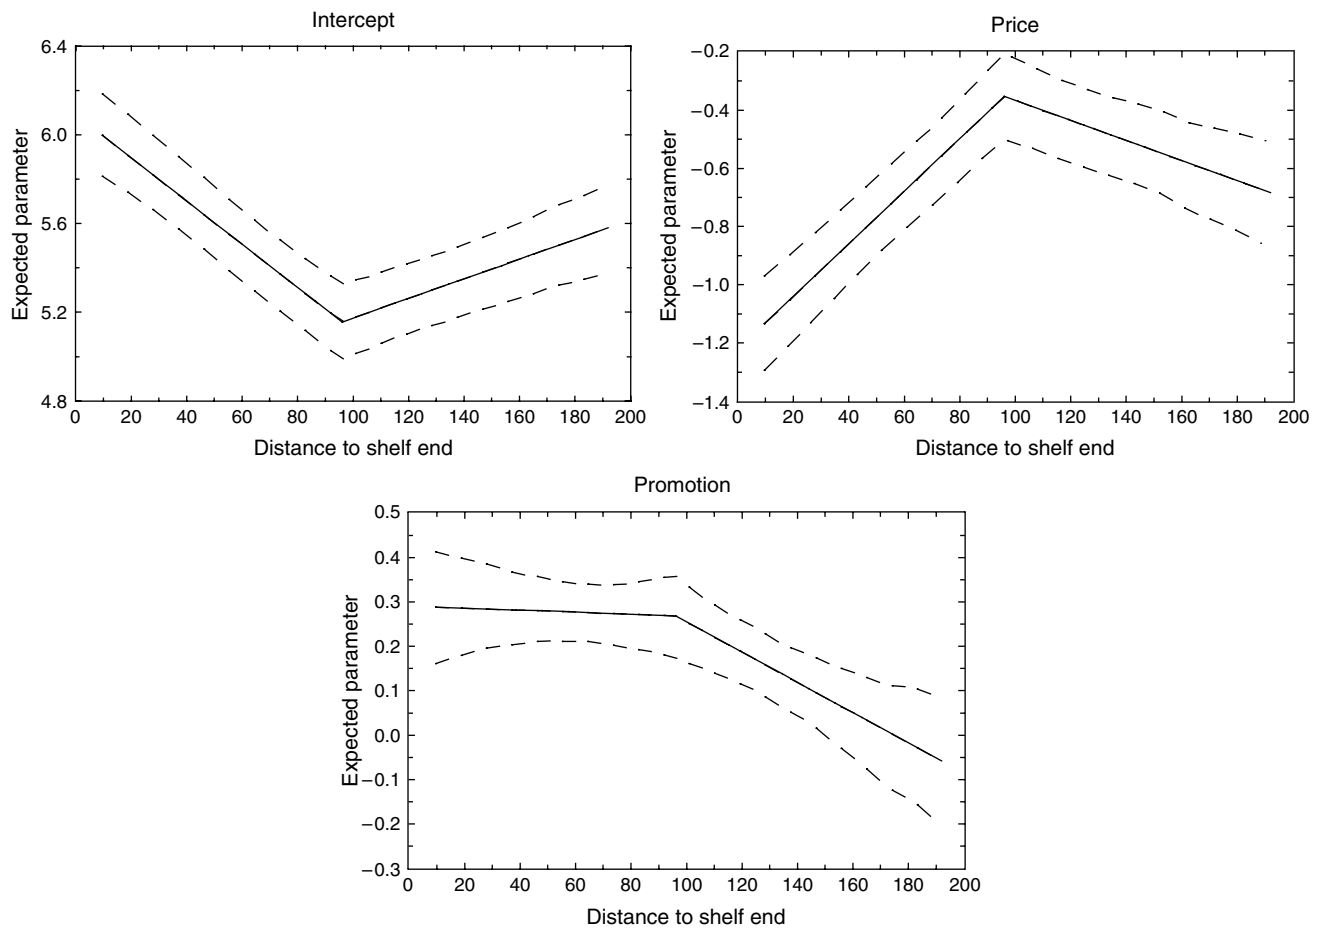 Intercept
6.4
6.0
5.6
5.2
4.8
0 20 40 60 80 100 120 140 160 180 200
Expected parameter
Distance to shelf end
Price
−0.2
−0.4
−0.6
−0.8
−1.0
−1.2
−1.4
0 20 40 60 80 100 120 140 160 180 200
Expected parameter
Distance to shelf end
Promotion
0.5
0.4
0.3
0.2
0.1
0.0
−0.1
−0.2
−0.3
0 20 40 60 80 100 120 140 160 180 200
Expected parameter
Distance to shelf end